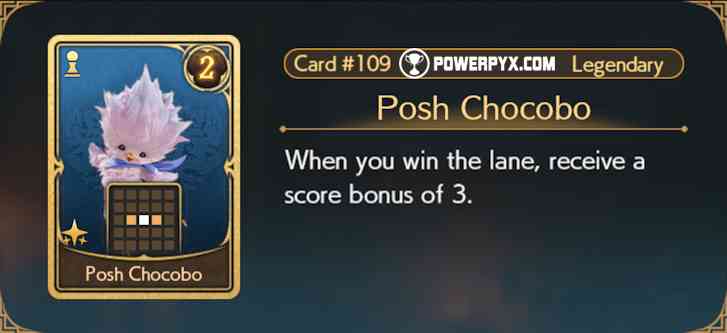 2
Posh Chocobo
Card #109 POWERPYX.COM Legendary
Posh Chocobo
When you win the lane, receive a
score bonus of 3.